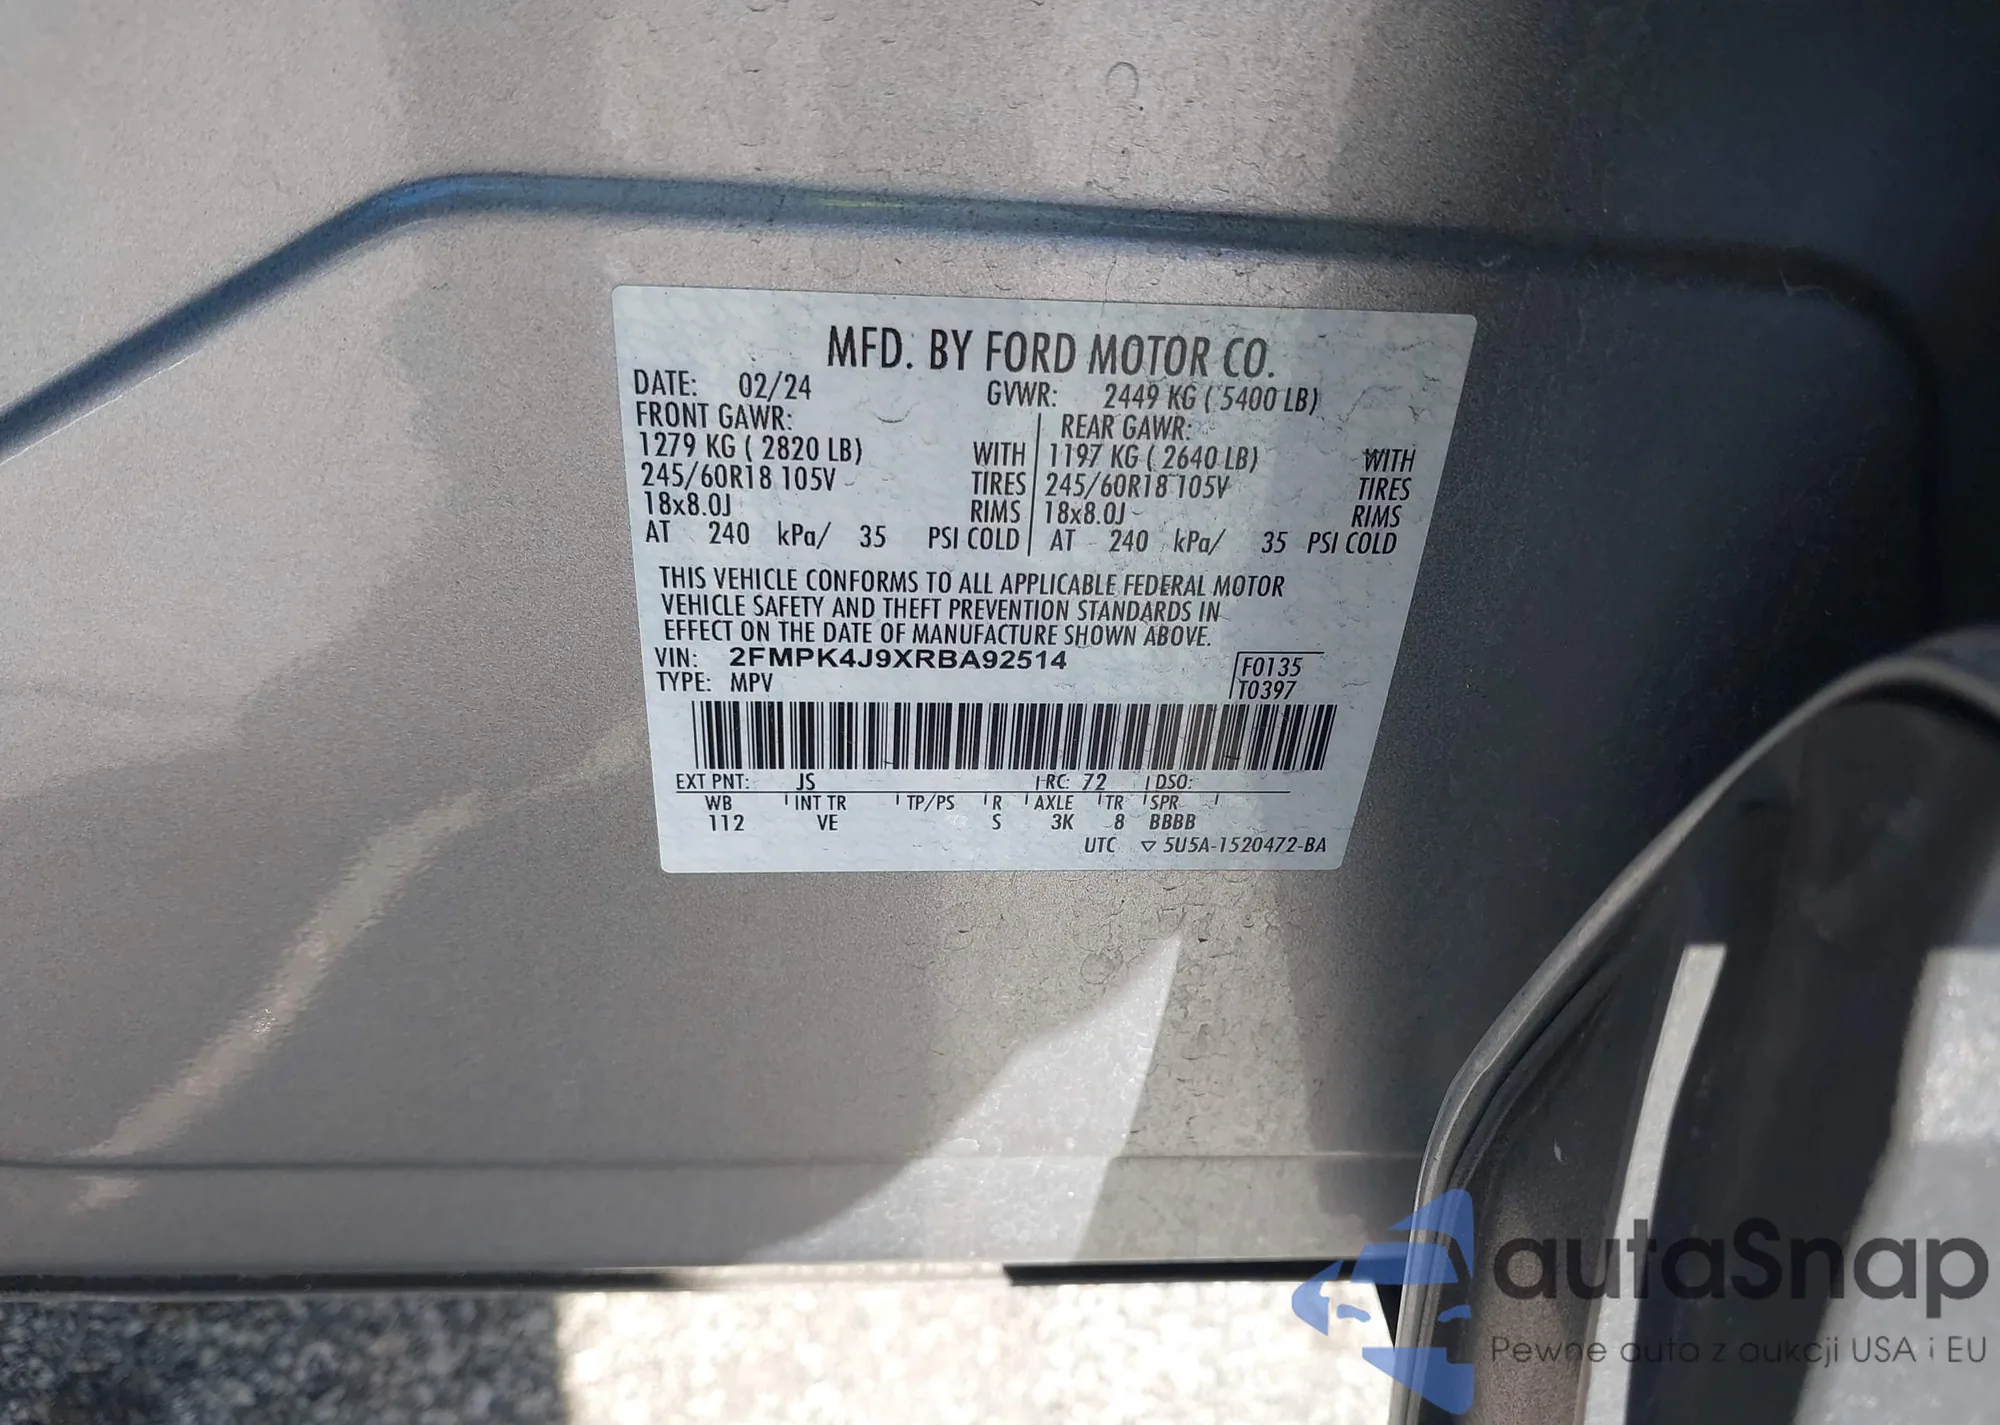 MFD. BY FORD MOTOR CO.
DATE: 02/24 GVWR: 2449 KG ( 5400 LB)
FRONT GAWR: REAR GAWR:
1279 KG ( 2820 LB) WITH 1197 KG ( 2640 LB) WITH
245/60R18 105V TIRES 245/60R18 105V TIRES
18x8.0J RIMS 18x8.0J RIMS
AT 240 kPa/ 35 PSI COLD AT 240 kPa/ 35 PSI COLD
THIS VEHICLE CONFORMS TO ALL APPLICABLE FEDERAL MOTOR
VEHICLE SAFETY AND THEFT PREVENTION STANDARDS IN
EFFECT ON THE DATE OF MANUFACTURE SHOWN ABOVE.
VIN: 2FMPK4J9XRBA92514 F0135
TYPE: MPV T0397
EXT PNT: JS RC: 72 DSO:
WB INT TR TP/PS R AXLE TR SPR
112 VE S 3K 8 BBBB
UTC ▽ 5U5A-1520472-BA
autaSnap
Pewne auta z aukcji USA i EU